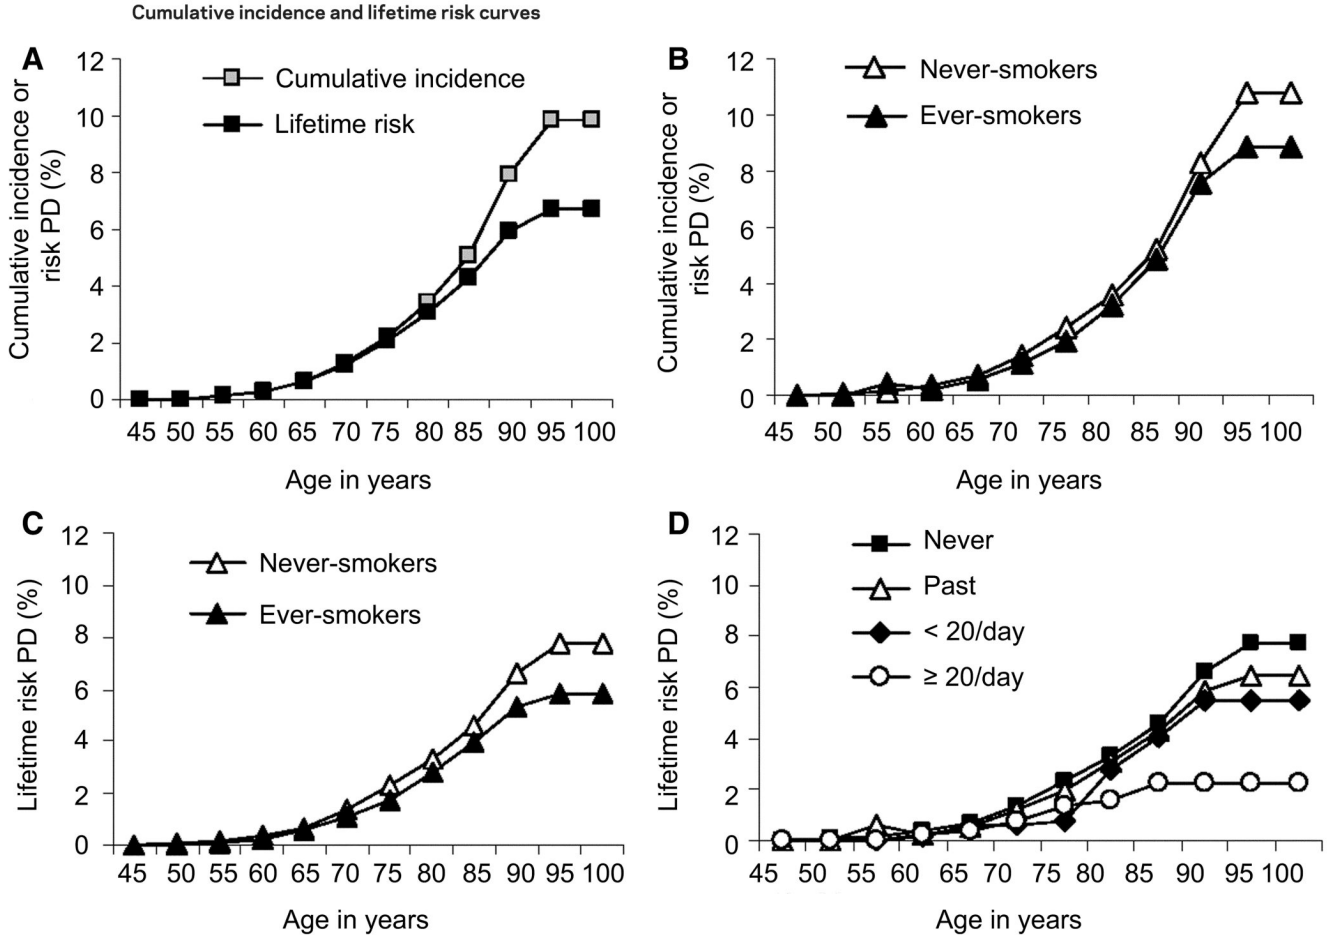 Cumulative incidence and lifetime risk curves
A
Cumulative incidence or
risk PD (%)
12
10
8
6
4
2
0
Cumulative incidence
Lifetime risk
45 50 55 60 65 70 75 80 85 90 95 100
Age in years
B
Cumulative incidence or
risk PD (%)
12
10
8
6
4
2
0
Never-smokers
Ever-smokers
45 50 55 60 65 70 75 80 85 90 95 100
Age in years
C
Lifetime risk PD (%)
12
10
8
6
4
2
0
Never-smokers
Ever-smokers
45 50 55 60 65 70 75 80 85 90 95 100
Age in years
D
Lifetime risk PD (%)
12
10
8
6
4
2
0
Never
Past
< 20/day
≥ 20/day
45 50 55 60 65 70 75 80 85 90 95 100
Age in years